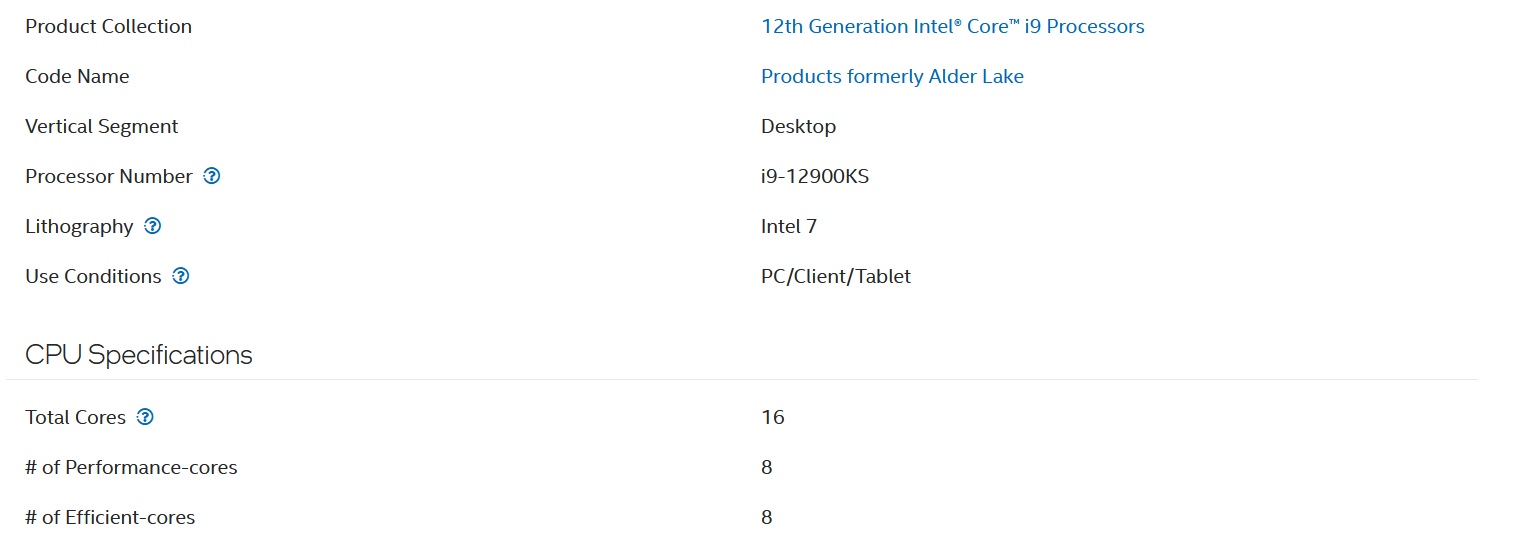 Product Collection 12th Generation Intel® Core™ i9 Processors
Code Name Products formerly Alder Lake
Vertical Segment Desktop
Processor Number ? i9-12900KS
Lithography ? Intel 7
Use Conditions ? PC/Client/Tablet
CPU Specifications
Total Cores ? 16
# of Performance-cores 8
# of Efficient-cores 8